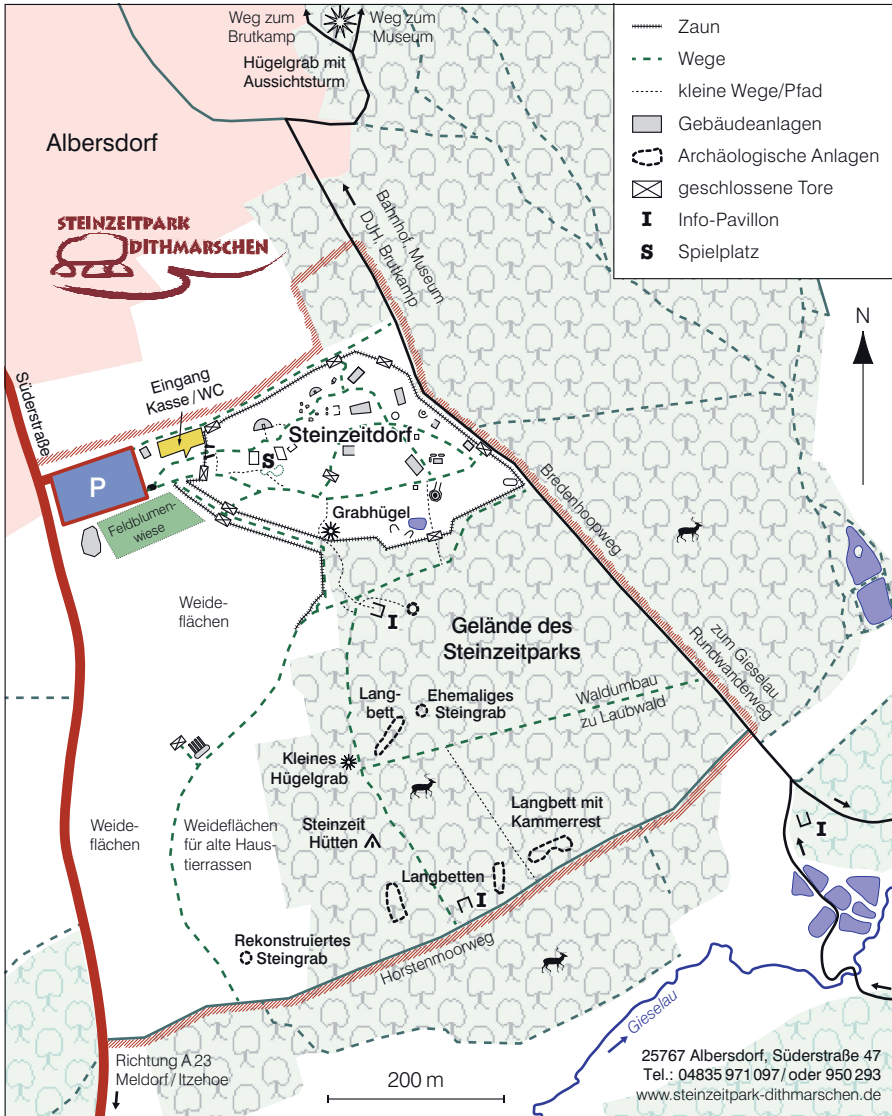 Weg zum
Brutkamp
Weg zum
Museum
Hügelgrab mit
Aussichtsturm
Zaun
Wege
kleine Wege/Pfad
Gebäudeanlagen
Archäologische Anlagen
geschlossene Tore
I Info-Pavillon
S Spielplatz
Albersdorf
STEINZEITPARK
DITHMARSCHEN
Bahnhof, Museum
DJH, Brutkamp
N
Süderstraße
Eingang
Kasse/WC
P
Feldblumen-
wiese
Steinzeitdorf
S
Grabhügel
Bredenhoopweg
Weide-
flächen
I
Gelände des
Steinzeitparks
zum Gieselau
Rundwanderweg
Lang-
bett
Ehemaliges
Steingrab
Waldumbau
zu Laubwald
Kleines
Hügelgrab
Weide-
flächen
Weideflächen
für alte Haus-
tierrassen
Steinzeit
Hütten
Langbett mit
Kammerrest
I
Langbetten
I
Rekonstruiertes
Steingrab
Horstenmoorweg
Gieselau
Richtung A 23
Meldorf / Itzehoe
200 m
25767 Albersdorf, Süderstraße 47
Tel.: 04835 971 097/ oder 950 293
www.steinzeitpark-dithmarschen.de